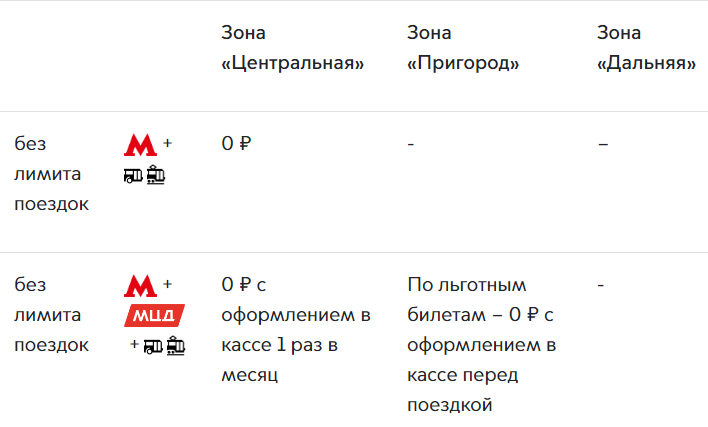 Зона «Центральная»
Зона «Пригород»
Зона «Дальняя»
без лимита поездок
М +
0 ₽
-
–
без лимита поездок
М +
МЦД
+
0 ₽ с
оформлением в
кассе 1 раз в
месяц
По льготным
билетам – 0 ₽ с
оформлением в
кассе перед
поездкой
-